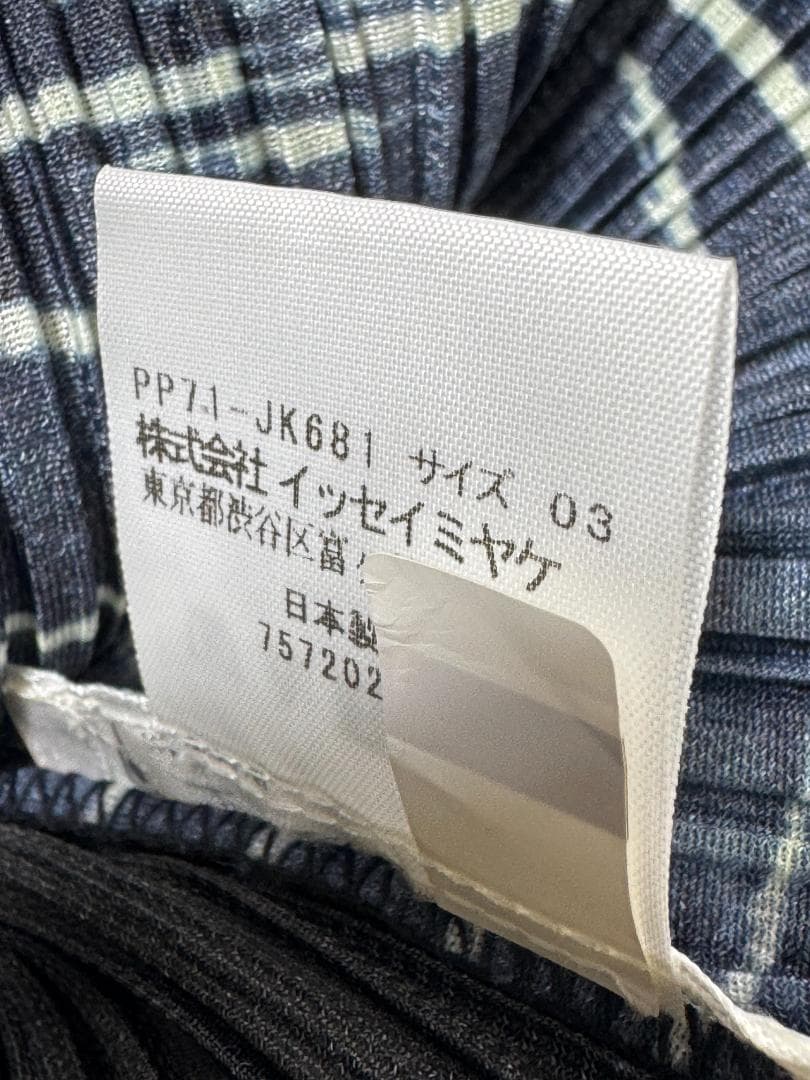 PP71-JK681 サイズ 03
株式会社イッセイミヤケ
東京都渋谷区富
日本製
757202